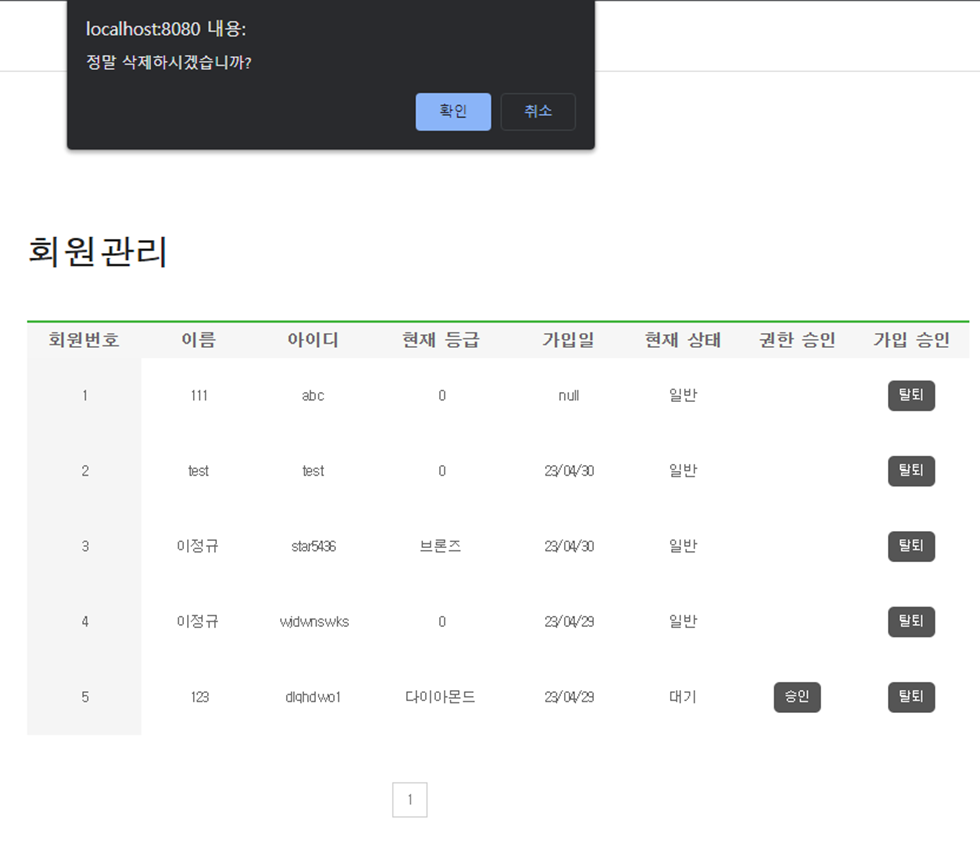 localhost:8080 내용:
정말 삭제하시겠습니까?
확인 취소
회원관리
회원번호 이름 아이디 현재 등급 가입일 현재 상태 권한 승인 가입 승인
1 111 abc 0 null 일반 탈퇴
2 test test 0 23/04/30 일반 탈퇴
3 이정규 star5436 브론즈 23/04/30 일반 탈퇴
4 이정규 wjdwnswks 0 23/04/29 일반 탈퇴
5 123 dlqhdwo1 다이아몬드 23/04/29 대기 승인 탈퇴
1